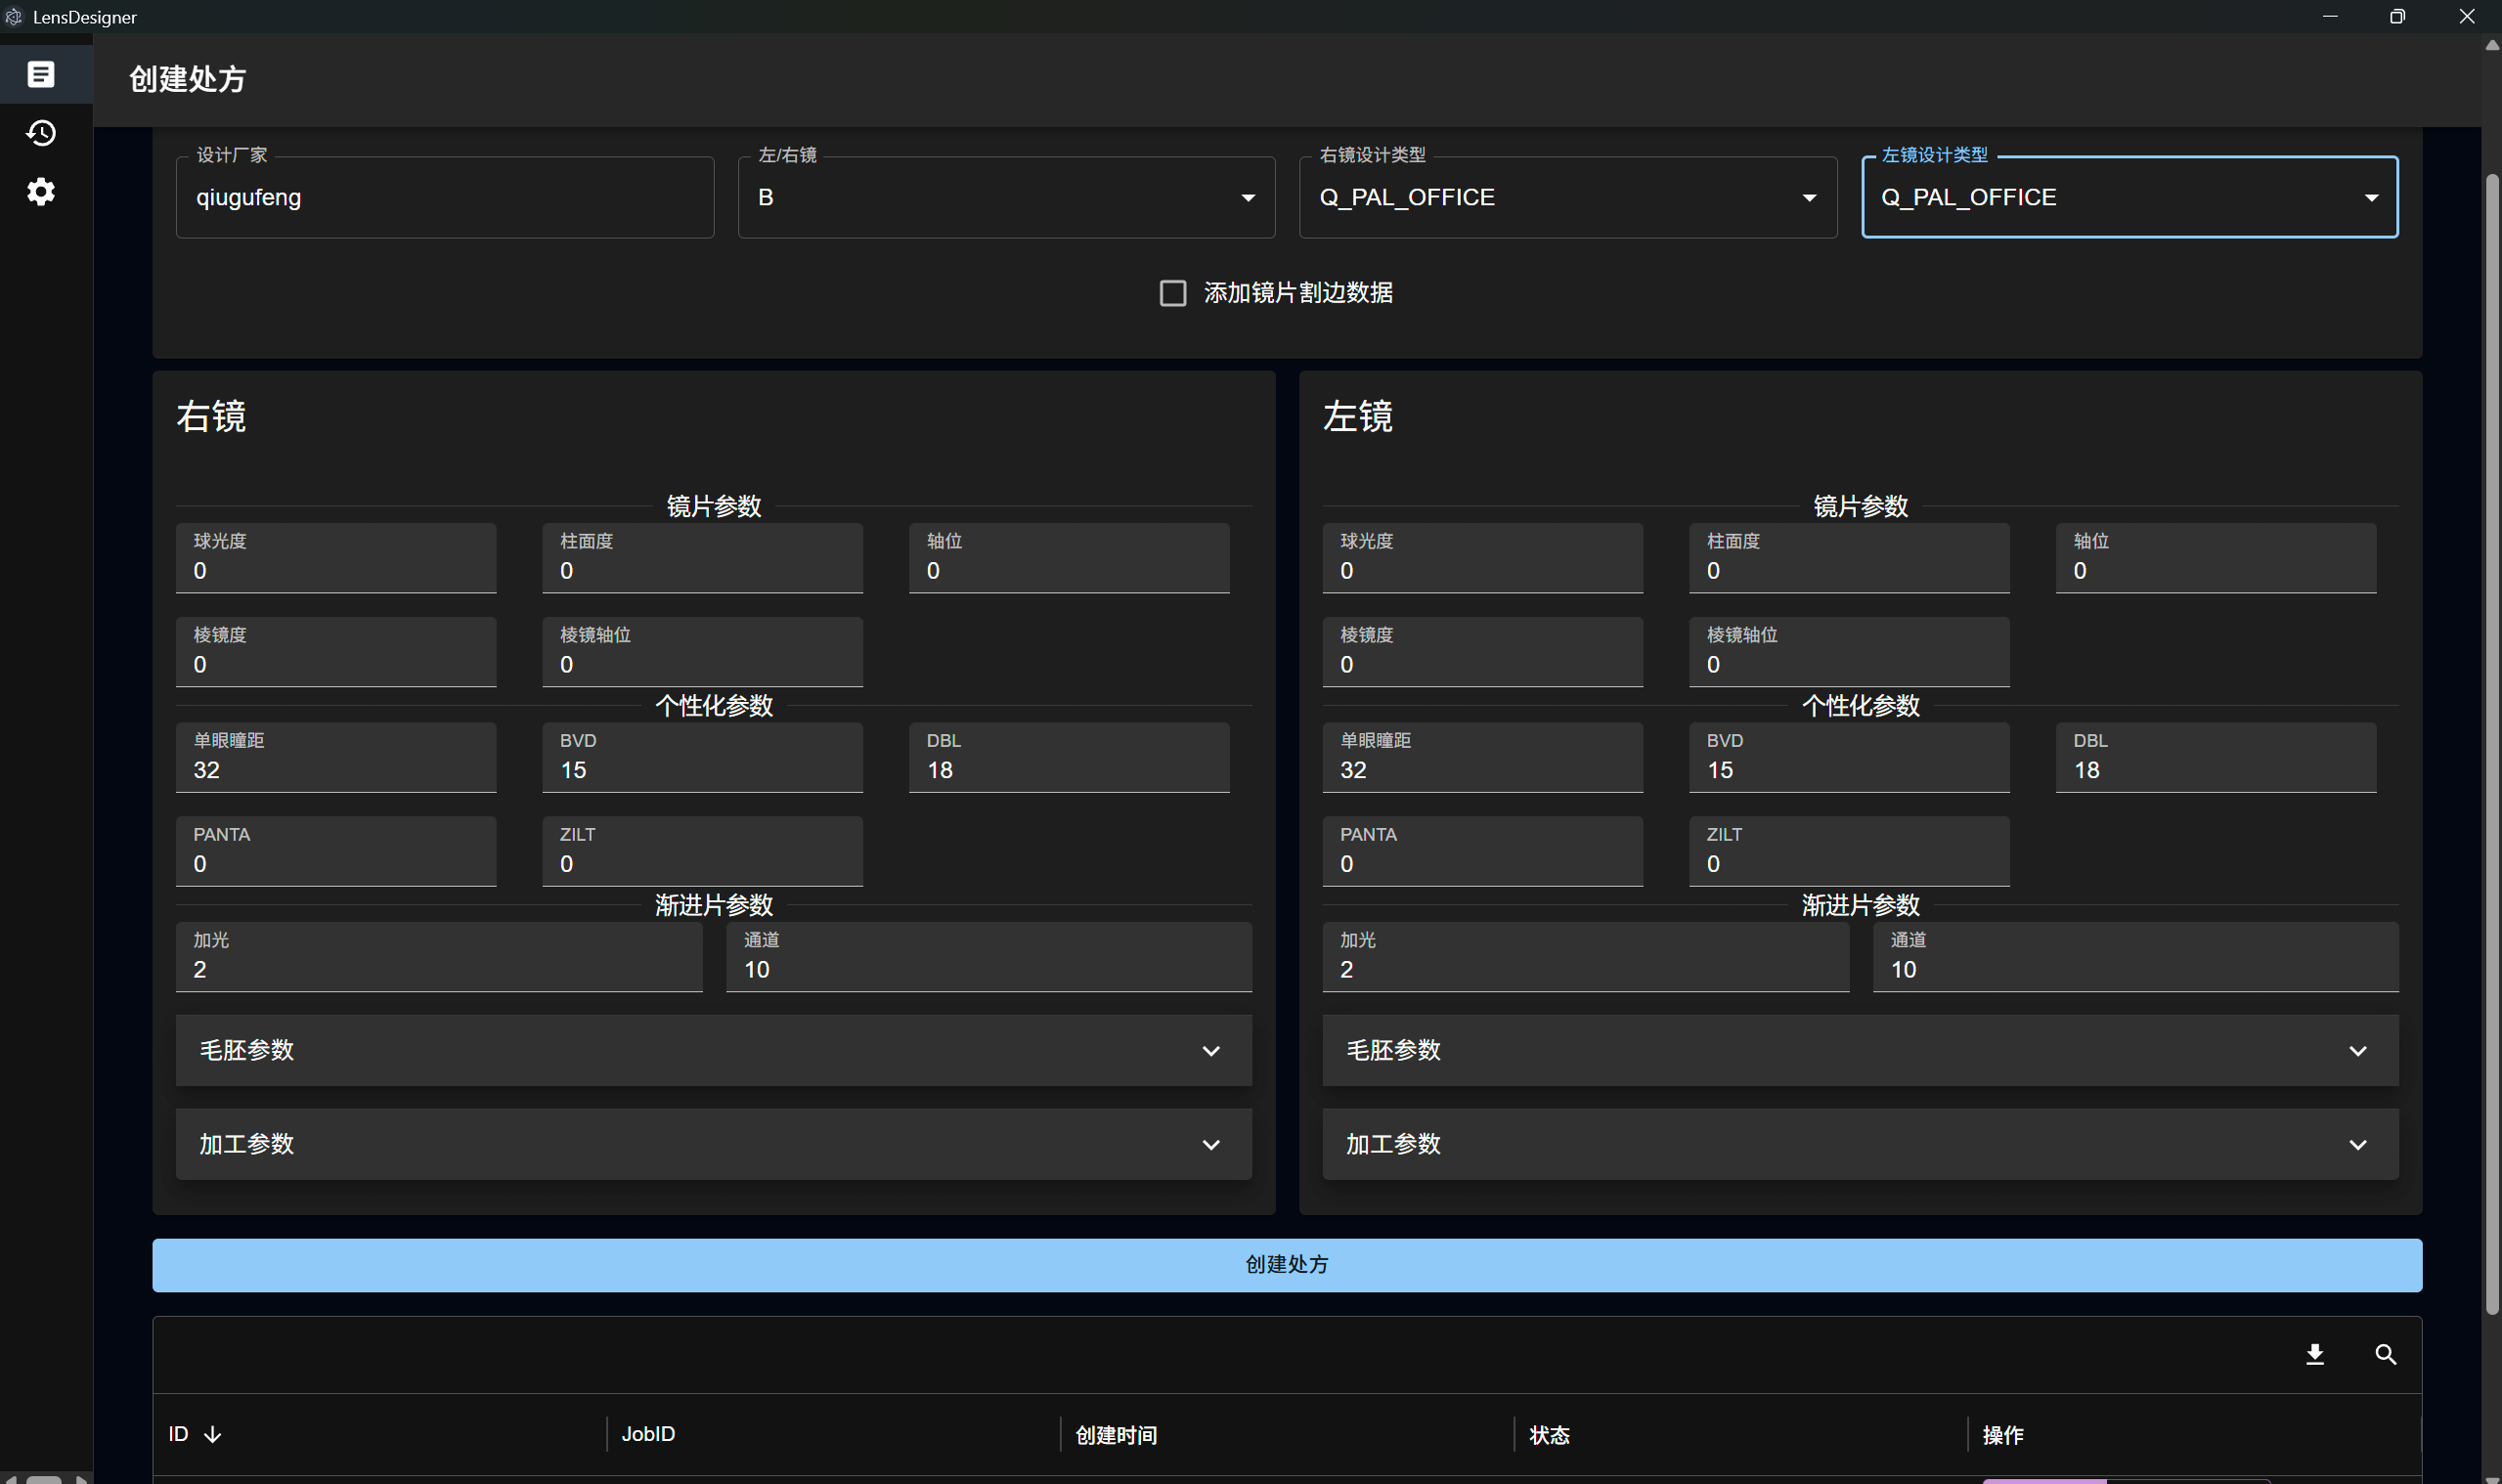 LensDesigner
创建处方
设计厂家 左/右镜 右镜设计类型 左镜设计类型
qiugufeng B Q_PAL_OFFICE Q_PAL_OFFICE
添加镜片割边数据
右镜
镜片参数
球光度 柱面度 轴位
0 0 0
棱镜度 棱镜轴位
0 0
个性化参数
单眼瞳距 BVD DBL
32 15 18
PANTA ZILT
0 0
渐进片参数
加光 通道
2 10
毛胚参数
加工参数
左镜
镜片参数
球光度 柱面度 轴位
0 0 0
棱镜度 棱镜轴位
0 0
个性化参数
单眼瞳距 BVD DBL
32 15 18
PANTA ZILT
0 0
渐进片参数
加光 通道
2 10
毛胚参数
加工参数
创建处方
ID JobID 创建时间 状态 操作